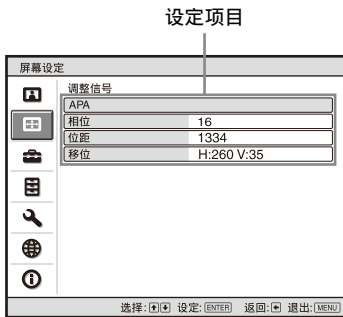 设定项目
屏幕设定
调整信号
APA
相位 16
位距 1334
移位 H:260 V:35
选择: 设定: ENTER 返回: 退出: MENU